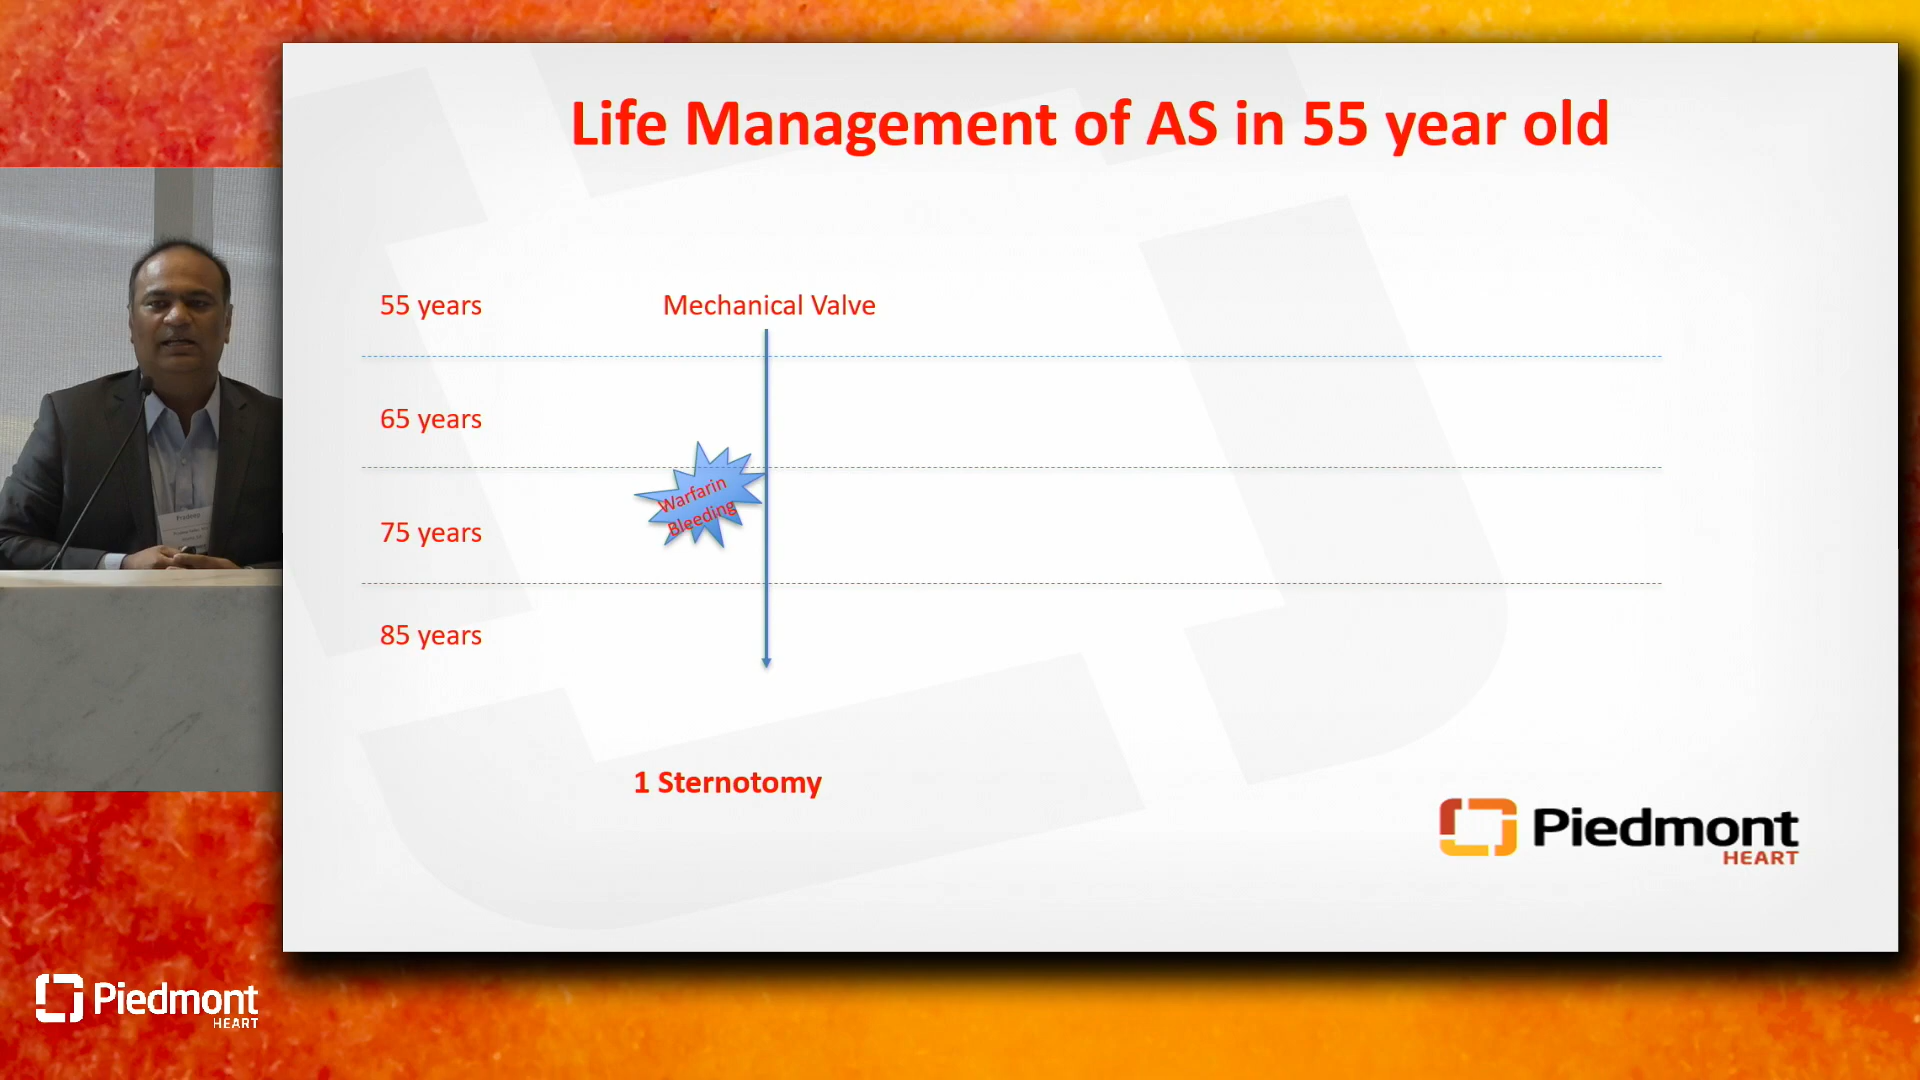 Life Management of AS in 55 year old
55 years
Mechanical Valve
65 years
Warfarin
Bleeding
75 years
85 years
1 Sternotomy
Piedmont
HEART
Pradeep
Piedmont
HEART